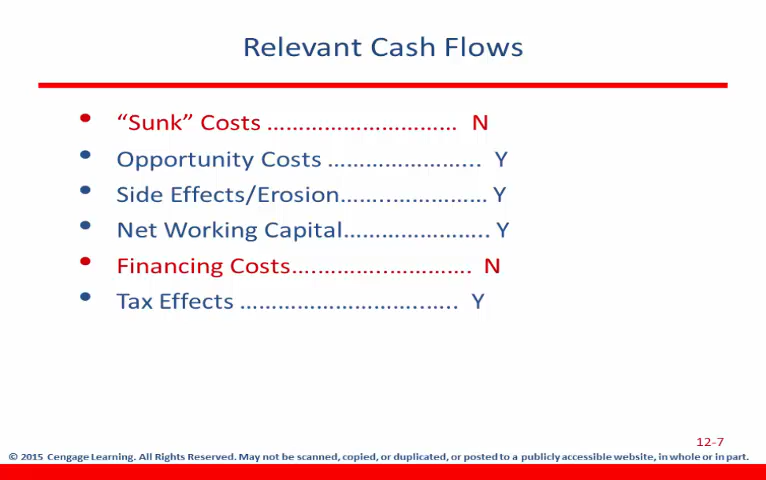 Relevant Cash Flows
• “Sunk” Costs ………………………… N
• Opportunity Costs ………………….… Y
• Side Effects/Erosion……..…………… Y
• Net Working Capital………………….. Y
• Financing Costs….………..…………. N
• Tax Effects ………………………..….. Y
12-7
© 2015 Cengage Learning. All Rights Reserved. May not be scanned, copied, or duplicated, or posted to a publicly accessible website, in whole or in part.